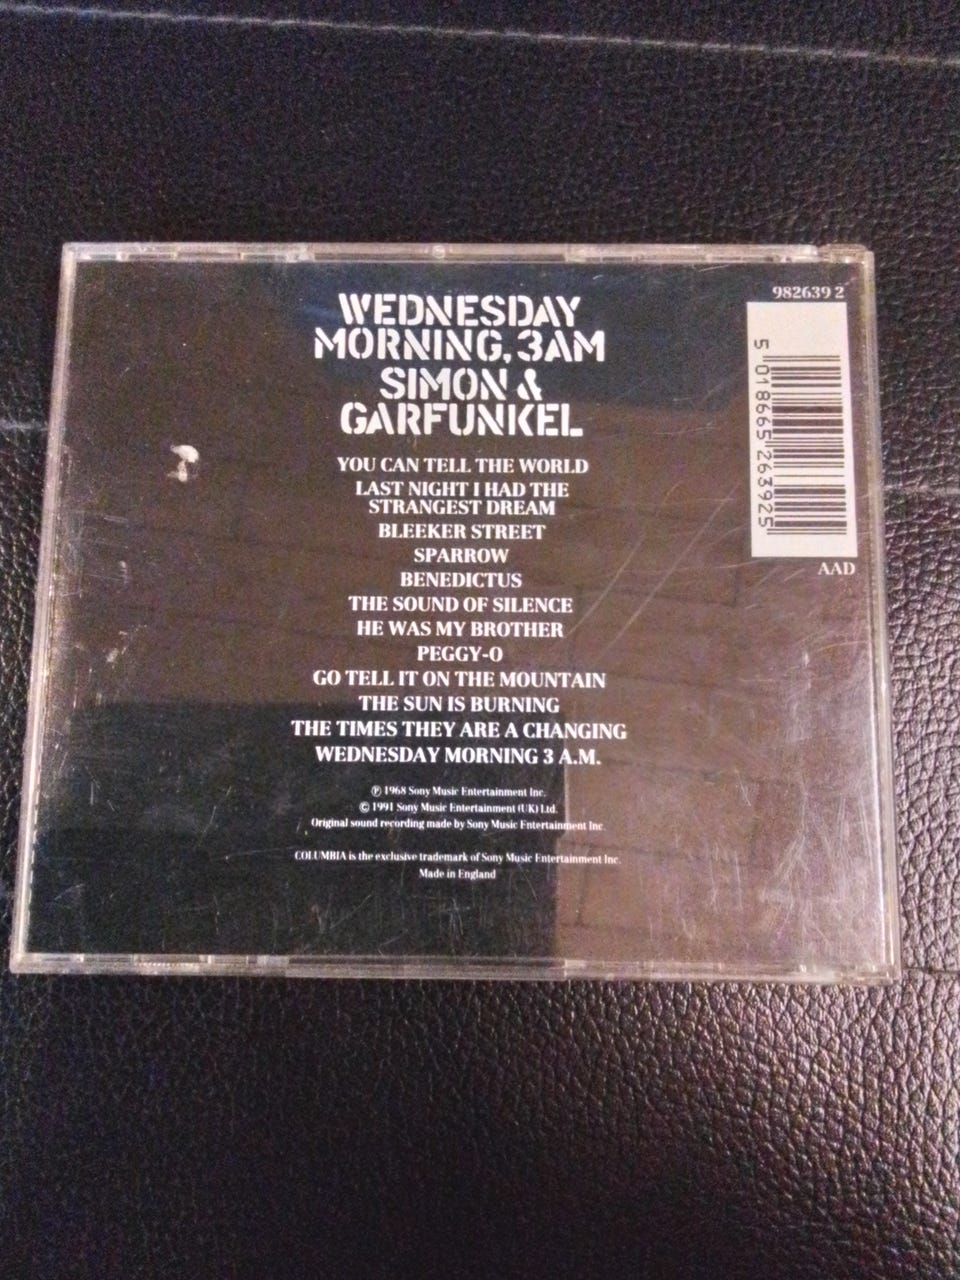 WEDNESDAY
MORNING, 3AM
SIMON &
GARFUNKEL
YOU CAN TELL THE WORLD
LAST NIGHT I HAD THE
STRANGEST DREAM
BLEEKER STREET
SPARROW
BENEDICTUS
THE SOUND OF SILENCE
HE WAS MY BROTHER
PEGGY-O
GO TELL IT ON THE MOUNTAIN
THE SUN IS BURNING
THE TIMES THEY ARE A CHANGING
WEDNESDAY MORNING 3 A.M.
℗ 1968 Sony Music Entertainment Inc.
© 1991 Sony Music Entertainment (UK) Ltd.
Original sound recording made by Sony Music Entertainment Inc.
COLUMBIA is the exclusive trademark of Sony Music Entertainment Inc.
Made in England
982639 2
5 018665 263925
AAD